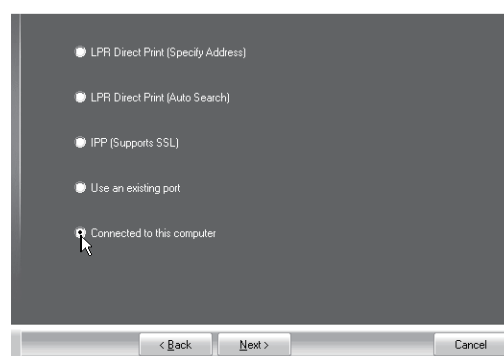 LPR Direct Print (Specify Address)
LPR Direct Print (Auto Search)
IPP (Supports SSL)
Use an existing port
Connected to this computer
< Back Next > Cancel